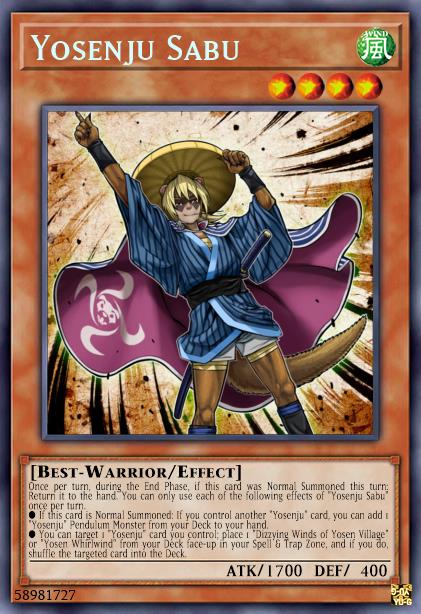 YOSENJU SABU
WIND
風
[BEST-WARRIOR/EFFECT]
Once per turn, during the End Phase, if this card was Normal Summoned this turn:
Return it to the hand. You can only use each of the following effects of "Yosenju Sabu"
once per turn.
● If this card is Normal Summoned: If you control another "Yosenju" card, you can add 1
"Yosenju" Pendulum Monster from your Deck to your hand.
● You can target 1 "Yosenju" card you control; place 1 "Dizzying Winds of Yosen Village"
or "Yosen Whirlwind" from your Deck face-up in your Spell & Trap Zone, and if you do,
shuffle the targeted card into the Deck.
ATK/1700 DEF/ 400
58981727